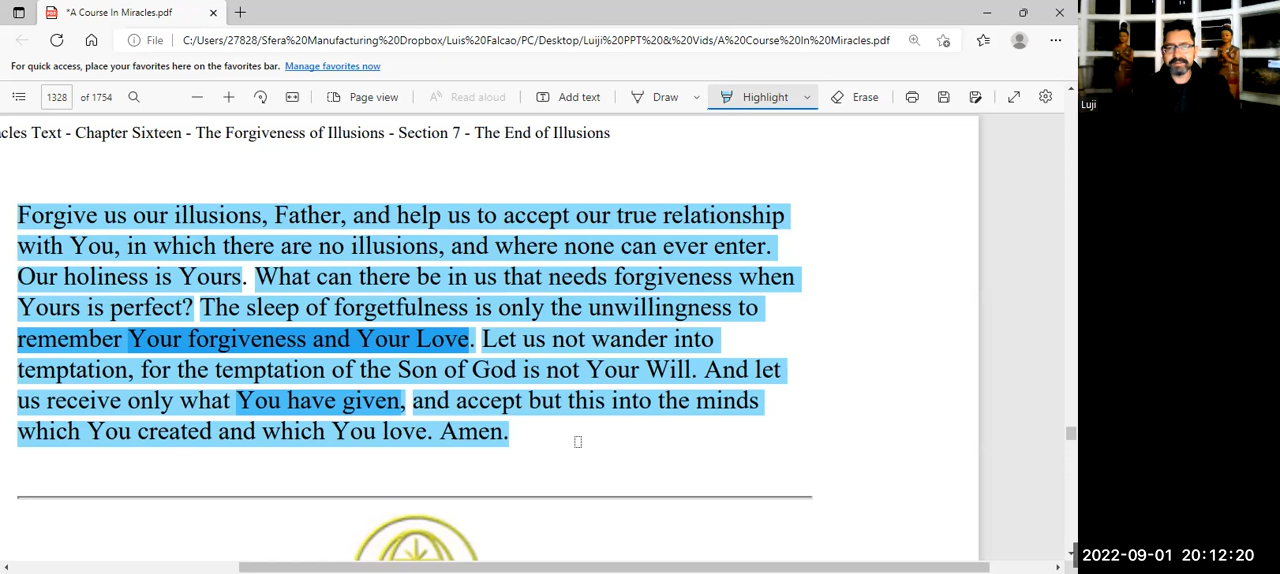 *A Course In Miracles.pdf
File
C:/Users/27828/Sfera%20Manufacturing%20Dropbox/Luis%20Falcao/PC/Desktop/Luiji%20PPT%20&%20Vids/A%20Course%20In%20Miracles.pdf
For quick access, place your favorites here on the favorites bar. Manage favorites now
1328 of 1754
Page view
Read aloud
Add text
Draw
Highlight
Erase
Luji
acles Text - Chapter Sixteen - The Forgiveness of Illusions - Section 7 - The End of Illusions
Forgive us our illusions, Father, and help us to accept our true relationship
with You, in which there are no illusions, and where none can ever enter.
Our holiness is Yours. What can there be in us that needs forgiveness when
Yours is perfect? The sleep of forgetfulness is only the unwillingness to
remember Your forgiveness and Your Love. Let us not wander into
temptation, for the temptation of the Son of God is not Your Will. And let
us receive only what You have given, and accept but this into the minds
which You created and which You love. Amen.
2022-09-01 20:12:20